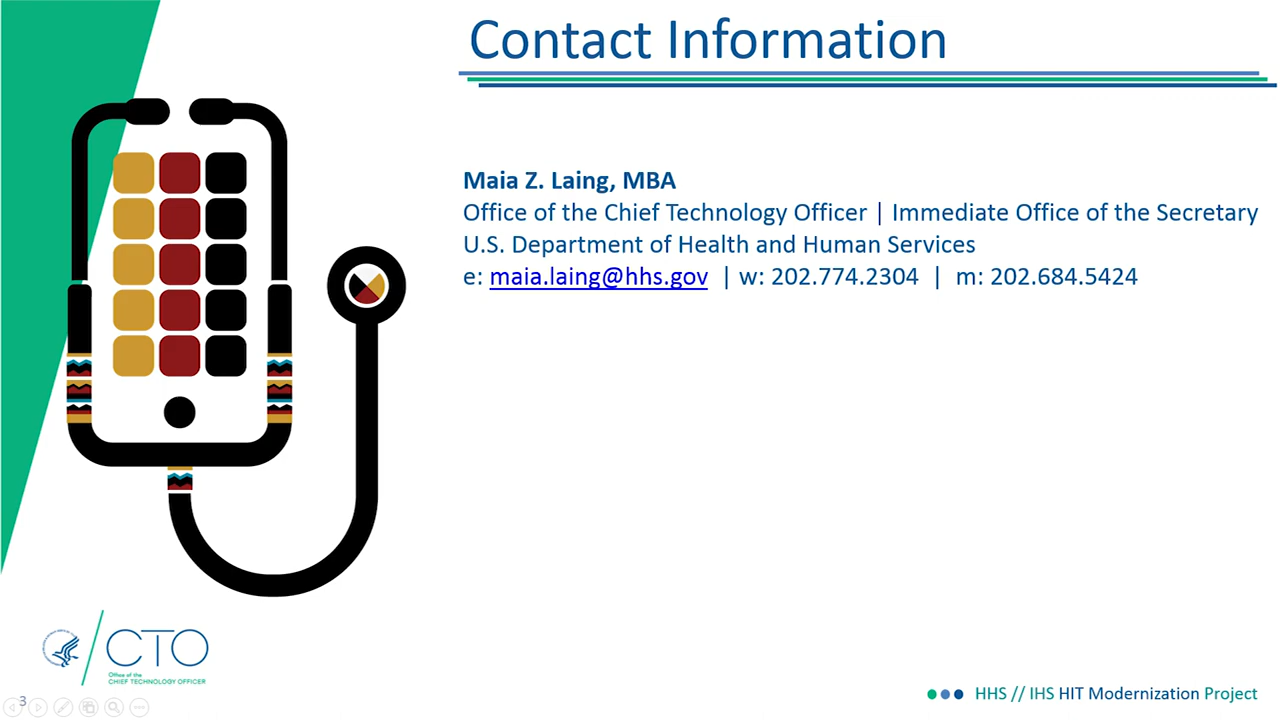 Contact Information
Maia Z. Laing, MBA
Office of the Chief Technology Officer | Immediate Office of the Secretary
U.S. Department of Health and Human Services
e: maia.laing@hhs.gov | w: 202.774.2304 | m: 202.684.5424
CTO
Office of the
CHIEF TECHNOLOGY OFFICER
HHS // IHS HIT Modernization Project
3